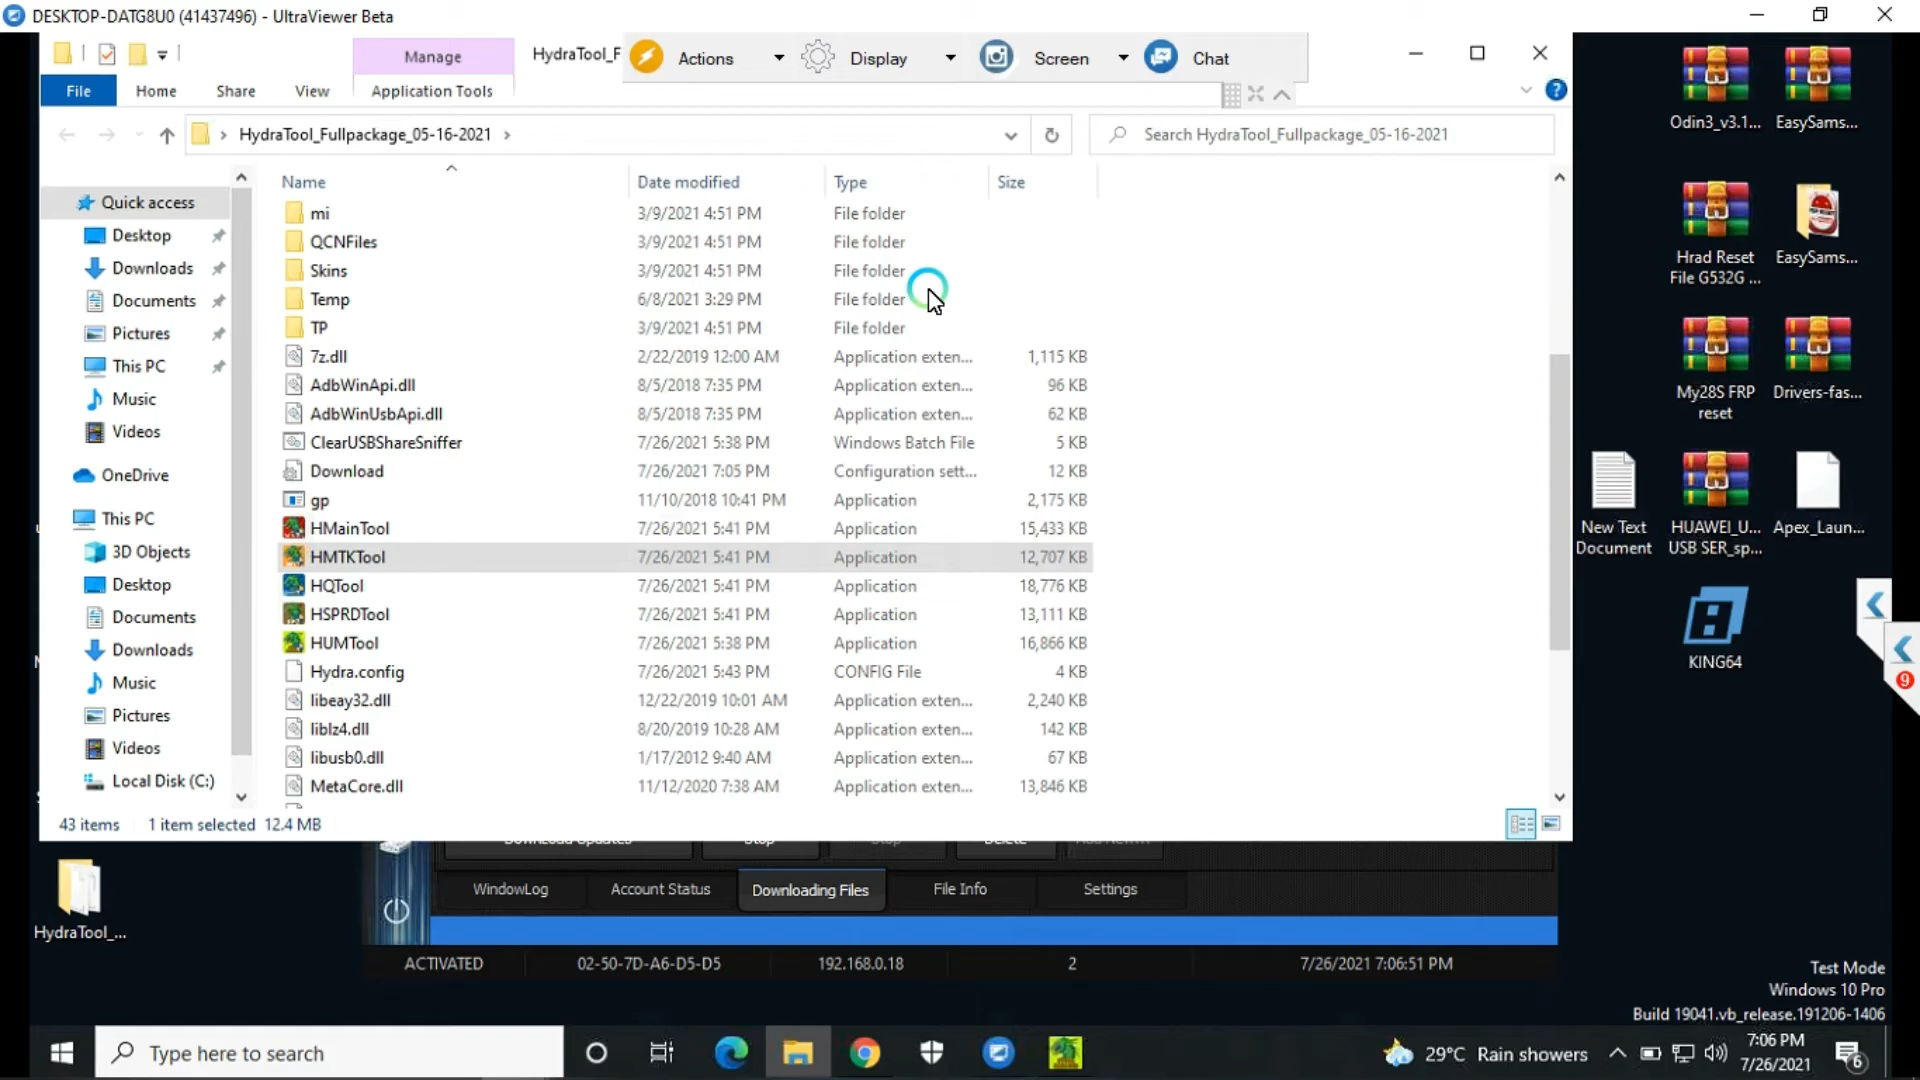 DESKTOP-DATG8U0 (41437496) - UltraViewer Beta
Manage
HydraTool_F
Actions
Display
Screen
Chat
File
Home
Share
View
Application Tools
HydraTool_Fullpackage_05-16-2021
Search HydraTool_Fullpackage_05-16-2021
Name
Date modified
Type
Size
Quick access
Desktop
Downloads
Documents
Pictures
This PC
Music
Videos
OneDrive
This PC
3D Objects
Desktop
Documents
Downloads
Music
Pictures
Videos
Local Disk (C:)
mi 3/9/2021 4:51 PM File folder
QCNFiles 3/9/2021 4:51 PM File folder
Skins 3/9/2021 4:51 PM File folder
Temp 6/8/2021 3:29 PM File folder
TP 3/9/2021 4:51 PM File folder
7z.dll 2/22/2019 12:00 AM Application exten... 1,115 KB
AdbWinApi.dll 8/5/2018 7:35 PM Application exten... 96 KB
AdbWinUsbApi.dll 8/5/2018 7:35 PM Application exten... 62 KB
ClearUSBShareSniffer 7/26/2021 5:38 PM Windows Batch File 5 KB
Download 7/26/2021 7:05 PM Configuration sett... 12 KB
gp 11/10/2018 10:41 PM Application 2,175 KB
HMainTool 7/26/2021 5:41 PM Application 15,433 KB
HMTKTool 7/26/2021 5:41 PM Application 12,707 KB
HQTool 7/26/2021 5:41 PM Application 18,776 KB
HSPRDTool 7/26/2021 5:41 PM Application 13,111 KB
HUMTool 7/26/2021 5:38 PM Application 16,866 KB
Hydra.config 7/26/2021 5:43 PM CONFIG File 4 KB
libeay32.dll 12/22/2019 10:01 AM Application exten... 2,240 KB
liblz4.dll 8/20/2019 10:28 AM Application exten... 142 KB
libusb0.dll 1/17/2012 9:40 AM Application exten... 67 KB
MetaCore.dll 11/12/2020 7:38 AM Application exten... 13,846 KB
43 items 1 item selected 12.4 MB
Odin3_v3.1...
EasySams...
Hrad Reset
File G532G ...
EasySams...
My28S FRP
reset
Drivers-fas...
New Text
Document
HUAWEI_U...
USB SER_sp...
Apex_Laun...
KING64
9
HydraTool_...
WindowLog
Account Status
Downloading Files
File Info
Settings
ACTIVATED
02-50-7D-A6-D5-D5
192.168.0.18
2
7/26/2021 7:06:51 PM
Test Mode
Windows 10 Pro
Build 19041.vb_release.191206-1406
Type here to search
29°C Rain showers
7:06 PM
7/26/2021
6